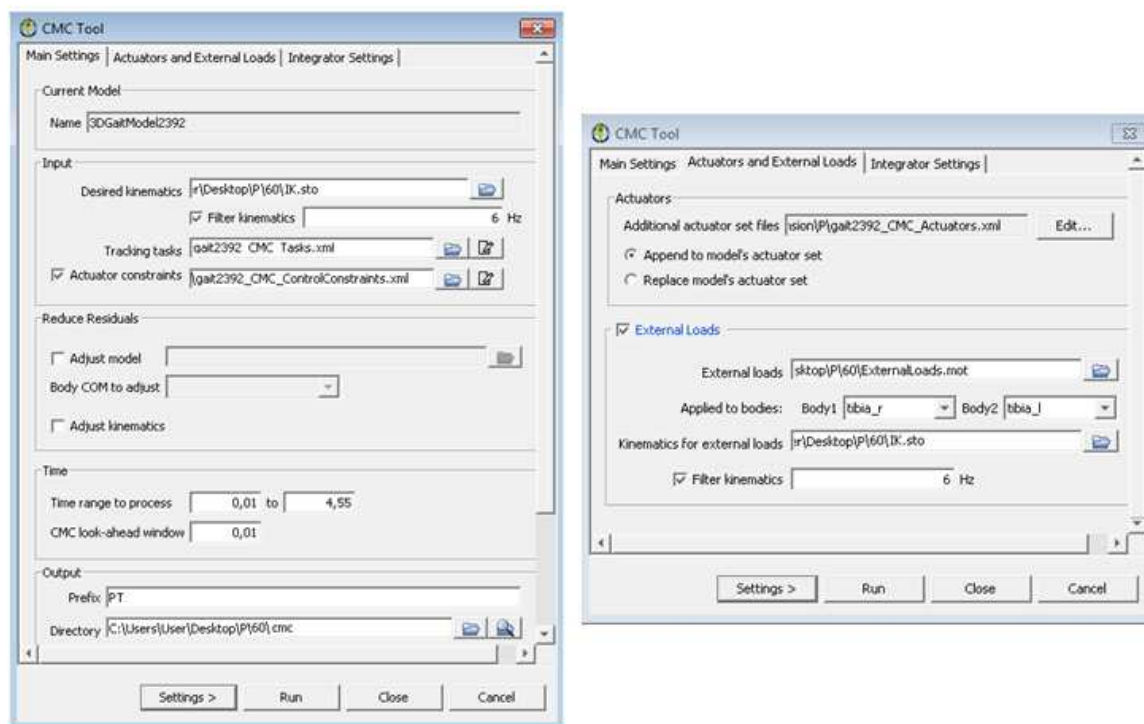 CMC Tool
Main Settings Actuators and External Loads Integrator Settings
Current Model
Name 3DGaitModel2392
Input
Desired kinematics r\Desktop\P\60\IK.sto
Filter kinematics 6 Hz
Tracking tasks gait2392_CMC_Tasks.xml
Actuator constraints \gait2392_CMC_ControlConstraints.xml
Reduce Residuals
Adjust model
Body COM to adjust
Adjust kinematics
Time
Time range to process 0,01 to 4,55
CMC look-ahead window 0,01
Output
Prefix PT
Directory C:\Users\User\Desktop\P\60\cmc
Settings > Run Close Cancel
CMC Tool
Main Settings Actuators and External Loads Integrator Settings
Actuators
Additional actuator set files ısion\P\gait2392_CMC_Actuators.xml Edit...
Append to model's actuator set
Replace model's actuator set
External Loads
External loads sktop\P\60\ExternalLoads.mot
Applied to bodies: Body1 tibia_r Body2 tibia_l
Kinematics for external loads r\Desktop\P\60\IK.sto
Filter kinematics 6 Hz
Settings > Run Close Cancel